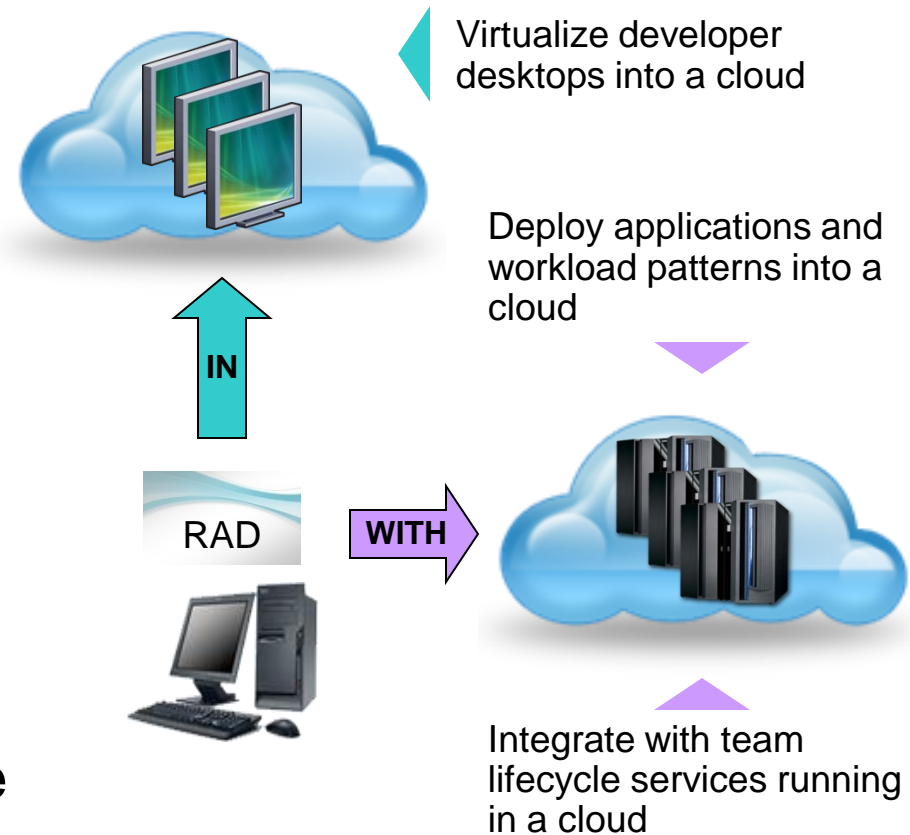 Virtualize developer
desktops into a cloud
Deploy applications and
workload patterns into a
cloud
IN
RAD
WITH
Integrate with team
lifecycle services running
in a cloud
e